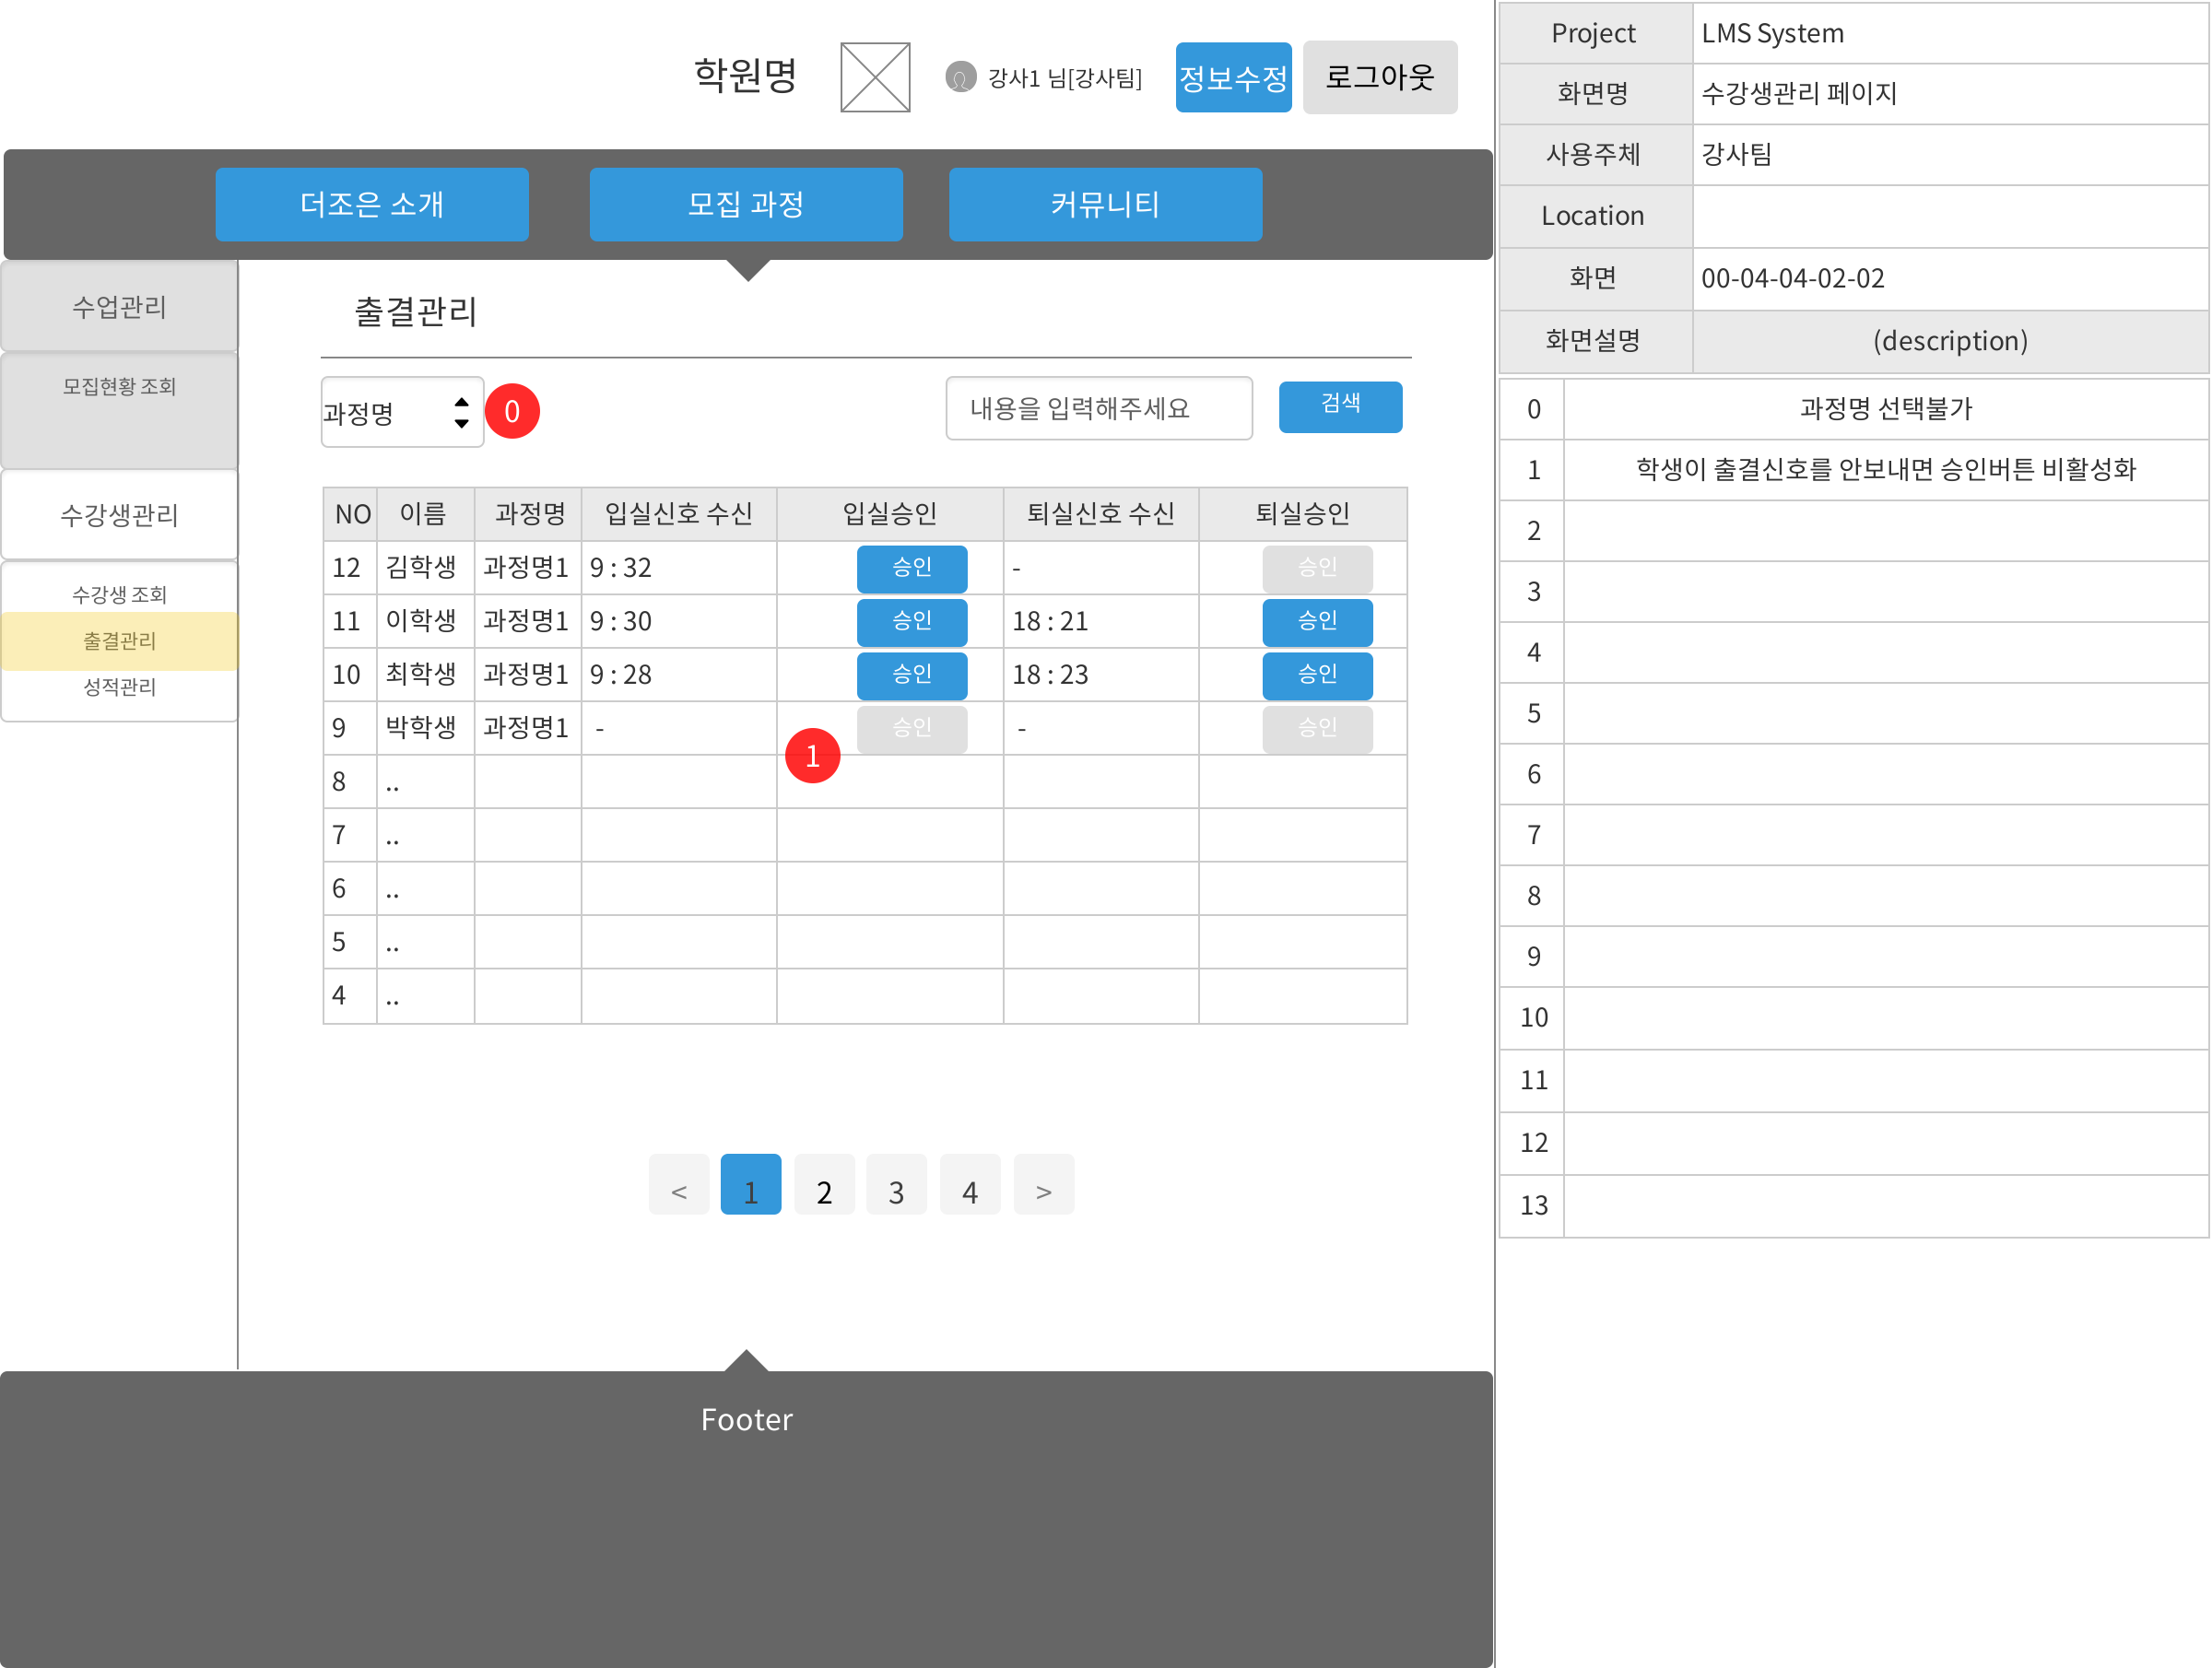 학원명
강사1 님[강사팀]
정보수정
로그아웃
더조은 소개
모집 과정
커뮤니티
수업관리
모집현황 조회
수강생관리
수강생 조회
출결관리
성적관리
출결관리
과정명
0
내용을 입력해주세요
검색
NO 이름 과정명 입실신호 수신 입실승인 퇴실신호 수신 퇴실승인
12 김학생 과정명1 9 : 32 승인 - 승인
11 이학생 과정명1 9 : 30 승인 18 : 21 승인
10 최학생 과정명1 9 : 28 승인 18 : 23 승인
9 박학생 과정명1 - 승인 - 승인
1
8 ..
7 ..
6 ..
5 ..
4 ..
< 1 2 3 4 >
Footer
Project LMS System
화면명 수강생관리 페이지
사용주체 강사팀
Location
화면 00-04-04-02-02
화면설명 (description)
0 과정명 선택불가
1 학생이 출결신호를 안보내면 승인버튼 비활성화
2
3
4
5
6
7
8
9
10
11
12
13